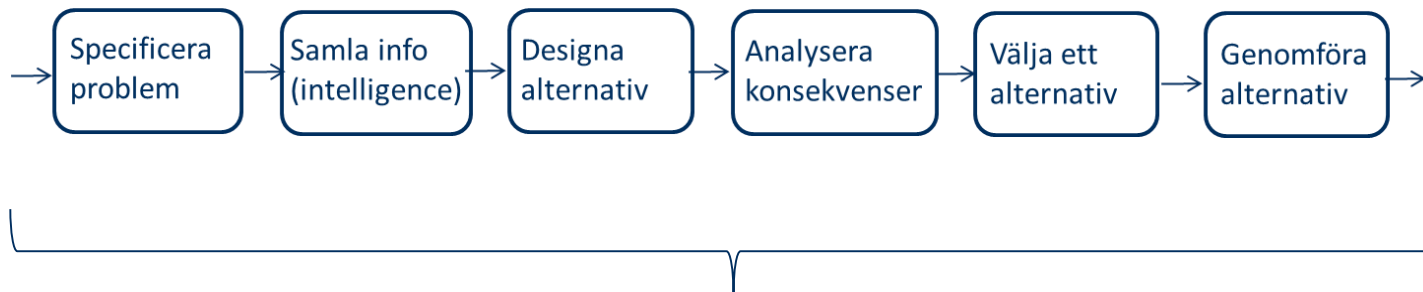 Specificera
problem
Samla info
(intelligence)
Designa
alternativ
Analysera
konsekvenser
Välja ett
alternativ
Genomföra
alternativ